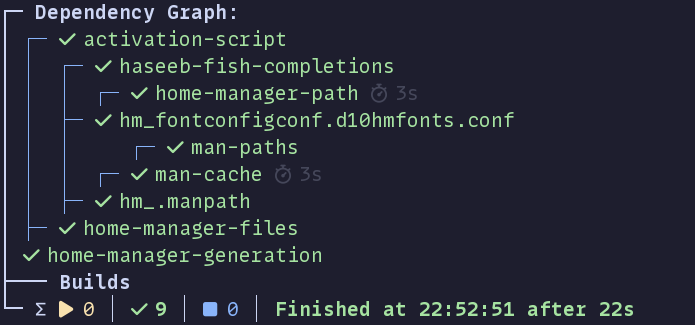 Dependency Graph:
✓ activation-script
✓ haseeb-fish-completions
✓ home-manager-path ⏱ 3s
✓ hm_fontconfigconf.d10hmfonts.conf
✓ man-paths
✓ man-cache ⏱ 3s
✓ hm_.manpath
✓ home-manager-files
✓ home-manager-generation
Builds
Σ ▶ 0 │ ✓ 9 │ ■ 0 │ Finished at 22:52:51 after 22s